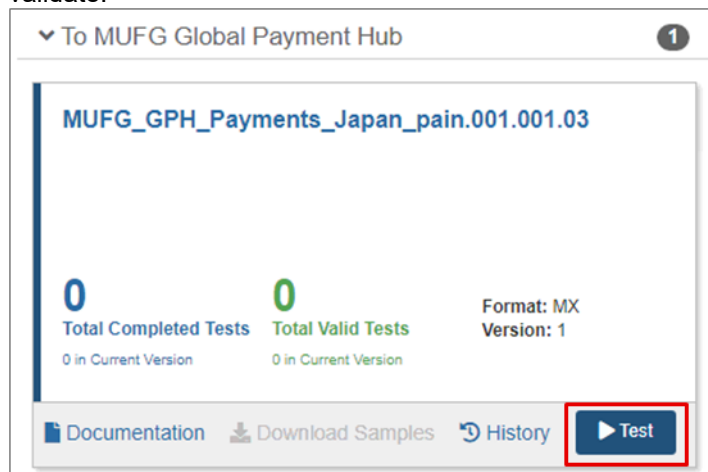 To MUFG Global Payment Hub 1
MUFG_GPH_Payments_Japan_pain.001.001.03
0 0
Total Completed Tests Total Valid Tests
0 in Current Version 0 in Current Version
Format: MX
Version: 1
Documentation Download Samples History Test